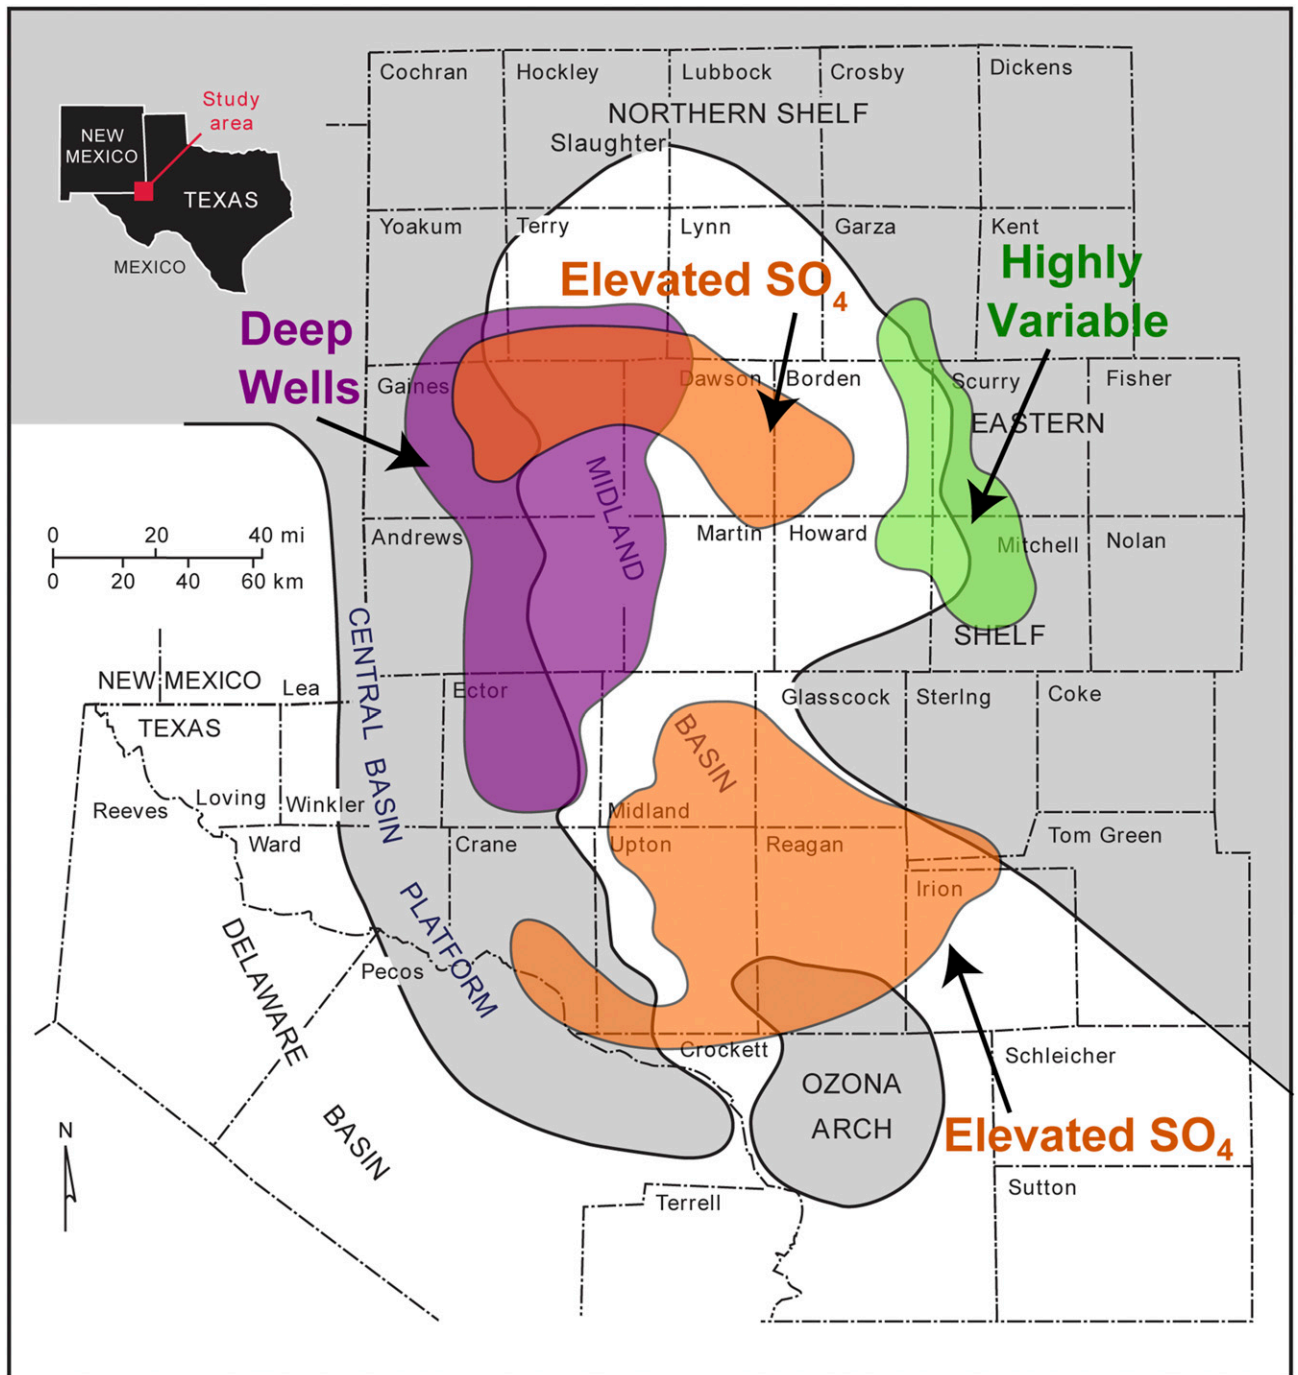 Cochran
Hockley
Lubbock
Crosby
Dickens
NORTHERN SHELF
Slaughter
Study
area
NEW
MEXICO
TEXAS
MEXICO
Yoakum
Terry
Lynn
Garza
Kent
Elevated SO4
Highly
Variable
Deep
Wells
Gaines
Dawson
Borden
Scurry
Fisher
EASTERN
MIDLAND
0 20 40 mi
0 20 40 60 km
Andrews
Martin
Howard
Mitchell
Nolan
SHELF
CENTRAL BASIN
NEW MEXICO
Lea
TEXAS
Ector
Glasscock
SterIng
Coke
BASIN
Reeves
Loving
Winkler
Midland
Ward
Crane
Upton
Reagan
Tom Green
Irion
PLATFORM
DELAWARE
Pecos
Crockett
Schleicher
OZONA
ARCH
Elevated SO4
BASIN
N
Terrell
Sutton